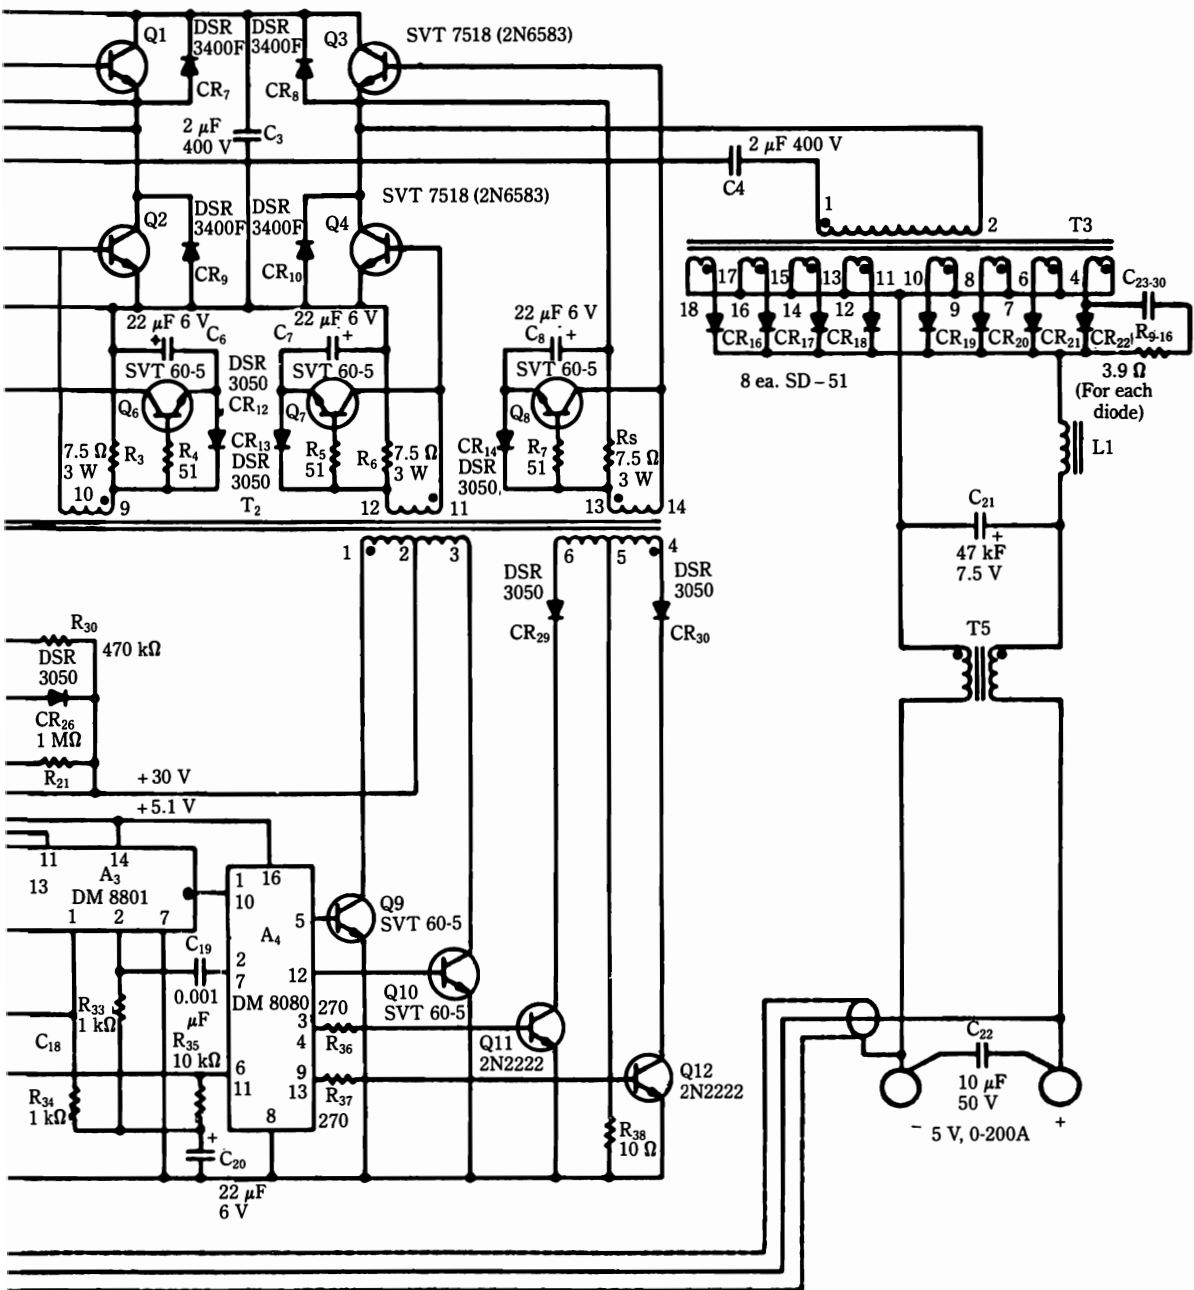 Q1
DSR
3400F
CR7
DSR
3400F
CR8
Q3
SVT 7518 (2N6583)
2 μF
400 V
C3
2 μF 400 V
C4
Q2
DSR
3400F
CR9
DSR
3400F
CR10
Q4
SVT 7518 (2N6583)
1
2
T3
17
15
13
11
10
8
6
4
C23-30
18
16
14
12
9
7
CR16
CR17
CR18
CR19
CR20
CR21
CR22
R9-16
8 ea. SD – 51
3.9 Ω
(For each
diode)
22 μF 6 V
C6
SVT 60-5
Q6
DSR
3050
CR12
22 μF 6 V
C7
+
SVT 60-5
Q7
22 μF 6 V
C8
+
SVT 60-5
Q8
7.5 Ω
3 W
R3
R4
51
CR13
DSR
3050
R5
51
R6
7.5 Ω
3 W
CR14
DSR
3050
R7
51
Rs
7.5 Ω
3 W
L1
10
9
T2
12
11
13
14
C21
+
47 kF
7.5 V
1
2
3
6
5
4
DSR
3050
CR29
DSR
3050
CR30
T5
R30
470 kΩ
DSR
3050
CR26
1 MΩ
R21
+30 V
+5.1 V
11
14
13
A3
DM 8801
1
2
7
1
10
16
5
A4
2
7
12
DM 8080
3
4
6
11
9
13
8
Q9
SVT 60-5
Q10
SVT 60-5
C19
0.001
μF
R33
1 kΩ
C18
R35
10 kΩ
R34
1 kΩ
270
R36
R37
270
Q11
2N2222
Q12
2N2222
R38
10 Ω
+
C20
22 μF
6 V
C22
10 μF
50 V
– 5 V, 0-200A
+